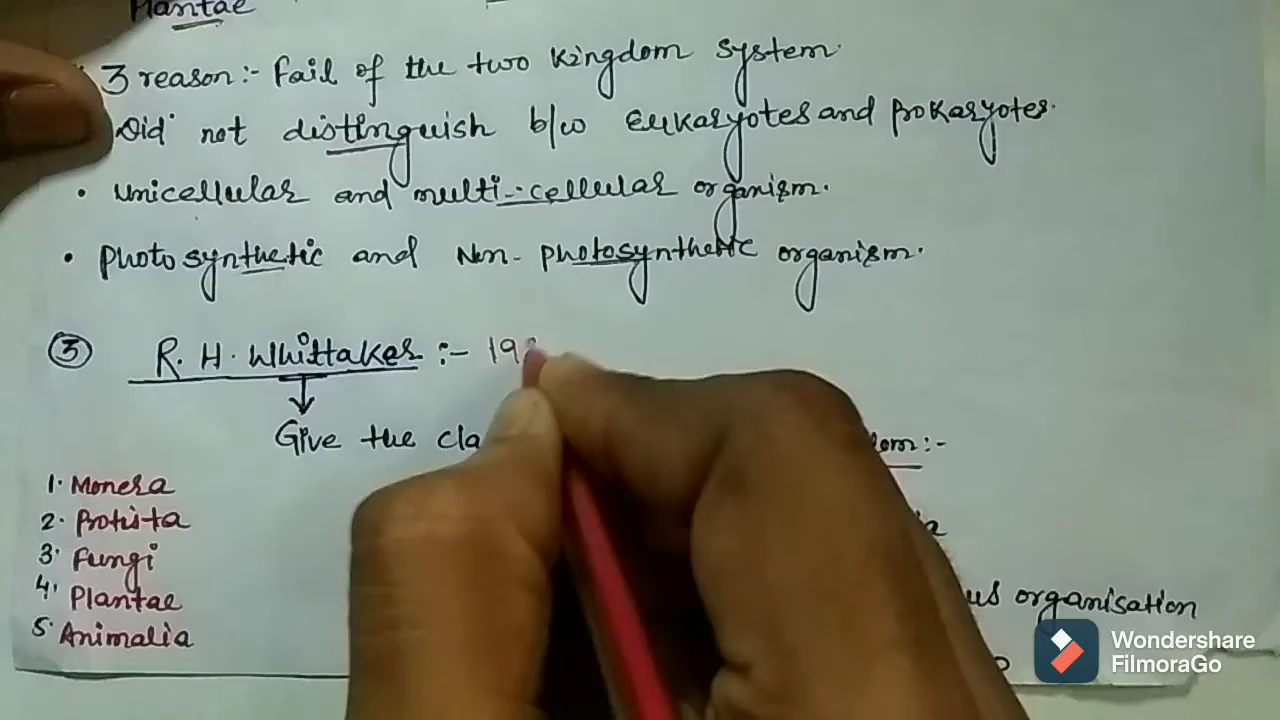 Plantae
3 reason:- fail of the two kingdom system.
Did not distinguish b/w eukaryotes and prokaryotes.
• unicellular and multi-cellular organism.
• photosynthetic and Non-photosynthetic organism.
③ R. H. Whittaker :- 19
Give the cla
1. Monera
2. Protista
3. Fungi
4. Plantae
organisation
5. Animalia
Wondershare
FilmoraGo